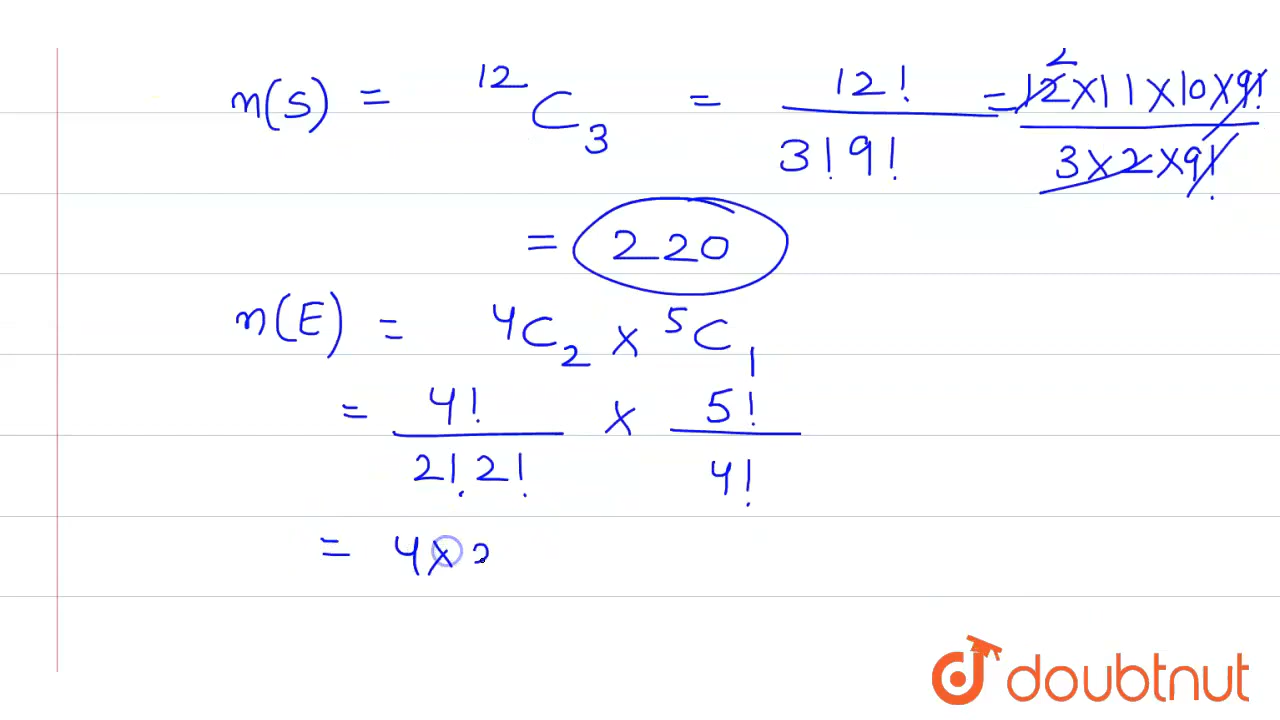 n(S) = ¹²C₃ = 12! / 3!9! = 12²×11×10×9! / 3×2×9!
= 220
n(E) = ⁴C₂ × ⁵C₁
= 4! / 2!2! × 5! / 4!
= 4×
doubtnut